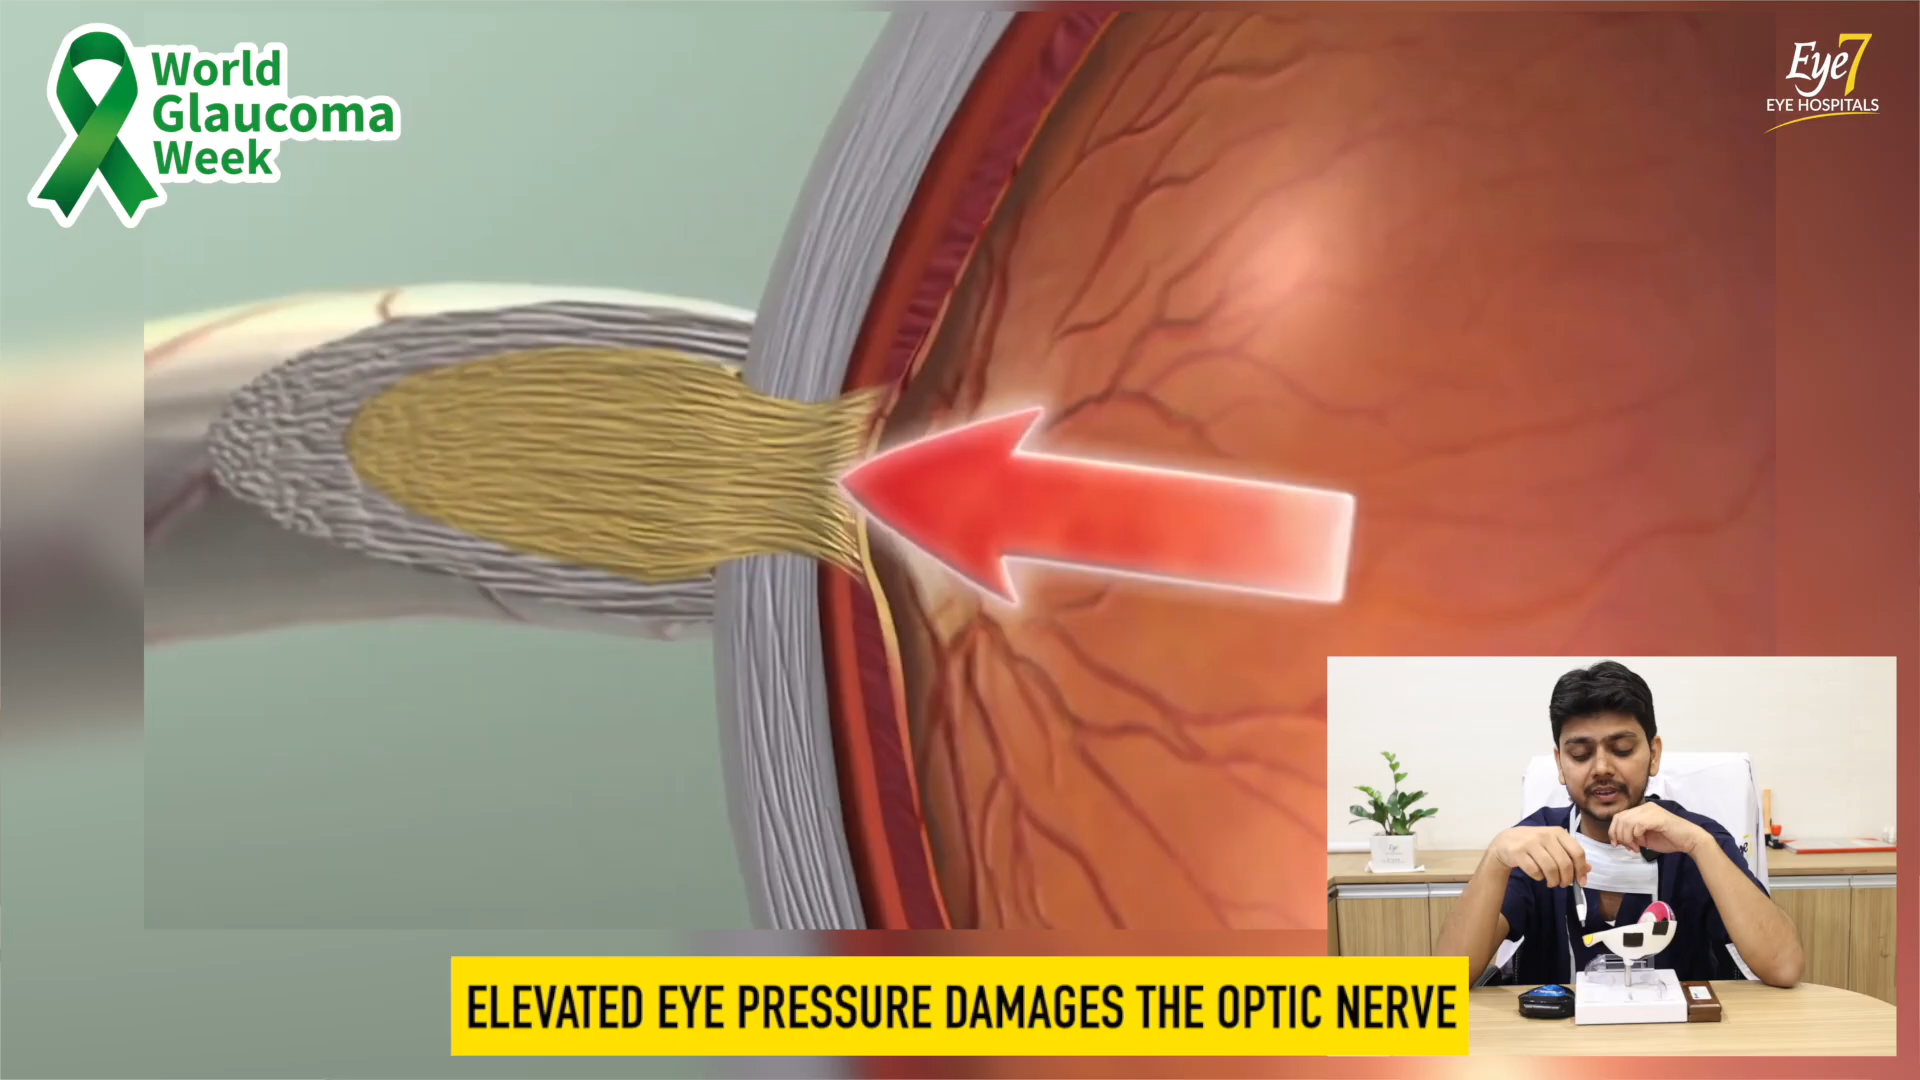 World
Glaucoma
Week
Eye7
EYE HOSPITALS
ELEVATED EYE PRESSURE DAMAGES THE OPTIC NERVE